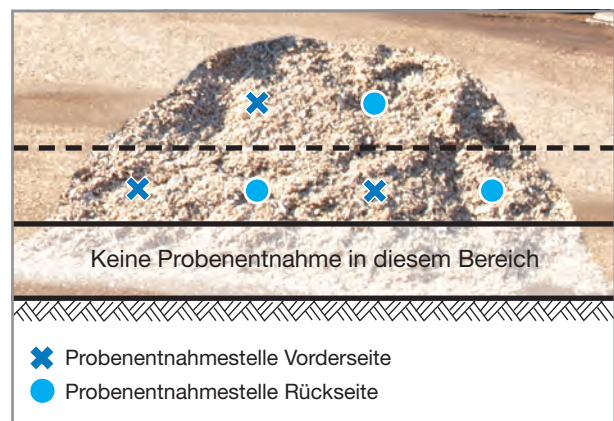 Keine Probenentnahme in diesem Bereich
Probenentnahmestelle Vorderseite
Probenentnahmestelle Rückseite